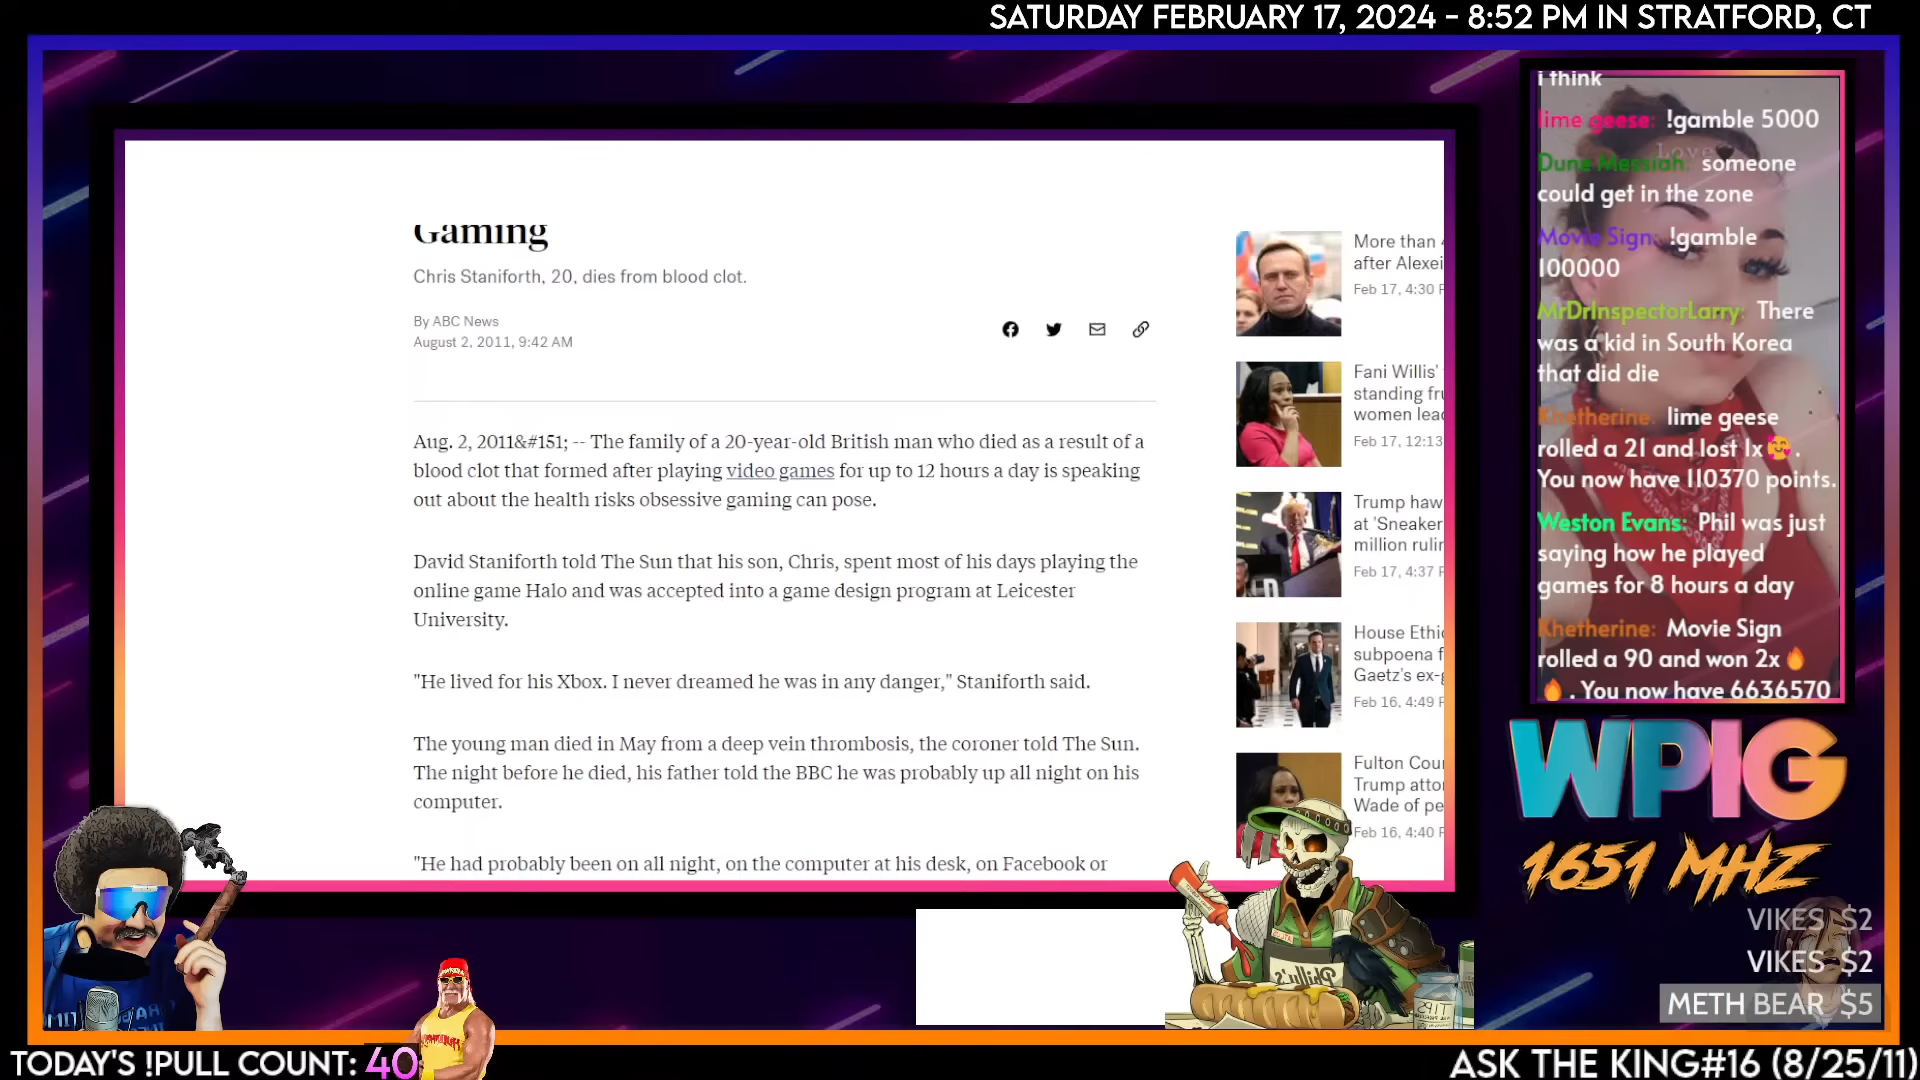 SATURDAY FEBRUARY 17, 2024 - 8:52 PM IN STRATFORD, CT
Gaming
Chris Staniforth, 20, dies from blood clot.
By ABC News
August 2, 2011, 9:42 AM
Aug. 2, 2011&#151; -- The family of a 20-year-old British man who died as a result of a
blood clot that formed after playing video games for up to 12 hours a day is speaking
out about the health risks obsessive gaming can pose.
David Staniforth told The Sun that his son, Chris, spent most of his days playing the
online game Halo and was accepted into a game design program at Leicester
University.
"He lived for his Xbox. I never dreamed he was in any danger," Staniforth said.
The young man died in May from a deep vein thrombosis, the coroner told The Sun.
The night before he died, his father told the BBC he was probably up all night on his
computer.
"He had probably been on all night, on the computer at his desk, on Facebook or
More than
after Alexei
Feb 17, 4:30
Fani Willis'
standing
women
Feb 17, 12:13
Trump
at 'Sneaker
million
Feb 17, 4:37
House
subpoena
Gaetz's
Feb 16, 4:49
Fulton
Trump
Wade of
Feb 16, 4:40
i think
lime geese: !gamble 5000
Love
Dune Messiah: someone
could get in the zone
Movie Sign: !gamble
100000
MrDrInspectorLarry: There
was a kid in South Korea
that did die
Khetherine: lime geese
rolled a 21 and lost 1x🥰.
You now have 110370 points.
Weston Evans: Phil was just
saying how he played
games for 8 hours a day
Khetherine: Movie Sign
rolled a 90 and won 2x🔥
🔥. You now have 6636570
WPIG
1651 MHZ
VIKES $2
VIKES $2
METH BEAR $5
Philly's
TIPS
TODAY'S !PULL COUNT: 40
ASK THE KING#16 (8/25/11)